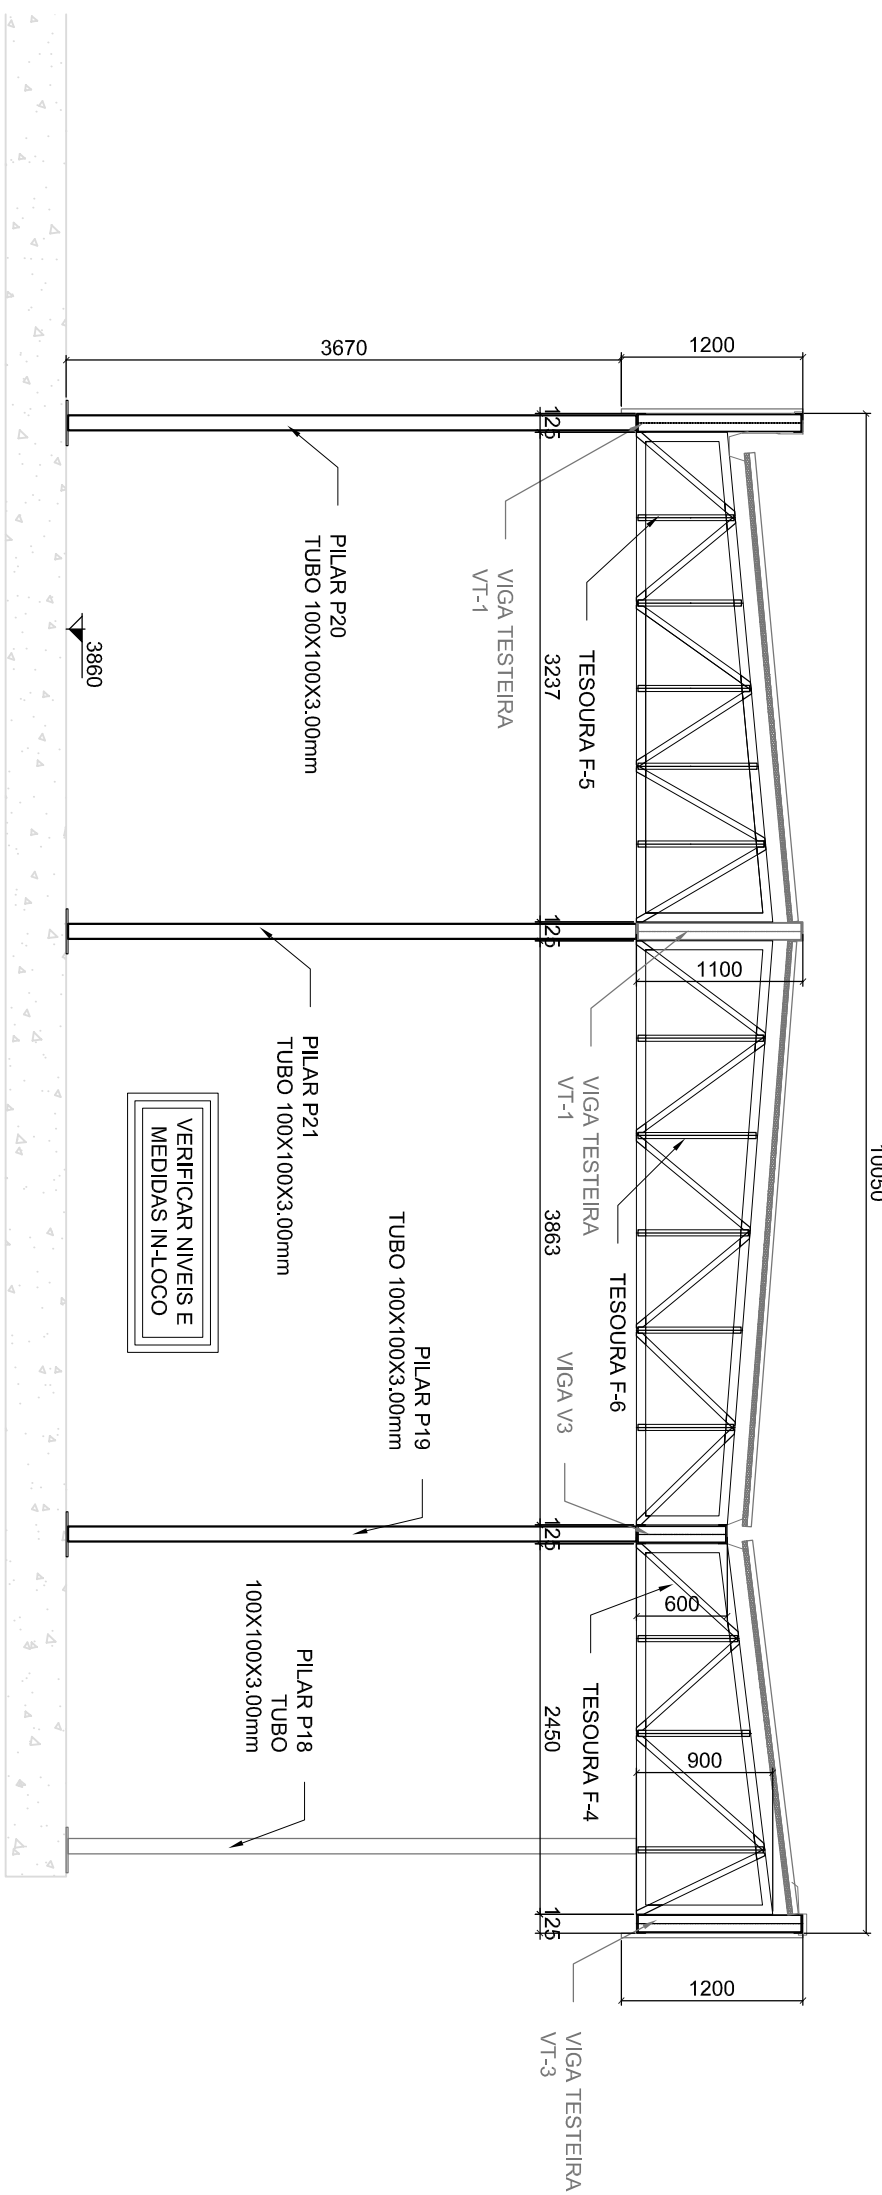 10050
1200
3670
1100
1200
600
900
125
3237
125
3863
125
2450
125
VIGA TESTEIRA
VT-1
TESOURA F-5
VIGA TESTEIRA
VT-1
TESOURA F-6
VIGA V3
TESOURA F-4
VIGA TESTEIRA
VT-3
PILAR P20
TUBO 100X100X3.00mm
PILAR P21
TUBO 100X100X3.00mm
PILAR P19
TUBO 100X100X3.00mm
PILAR P18
TUBO
100X100X3.00mm
3860
VERIFICAR NIVEIS E
MEDIDAS IN-LOCO